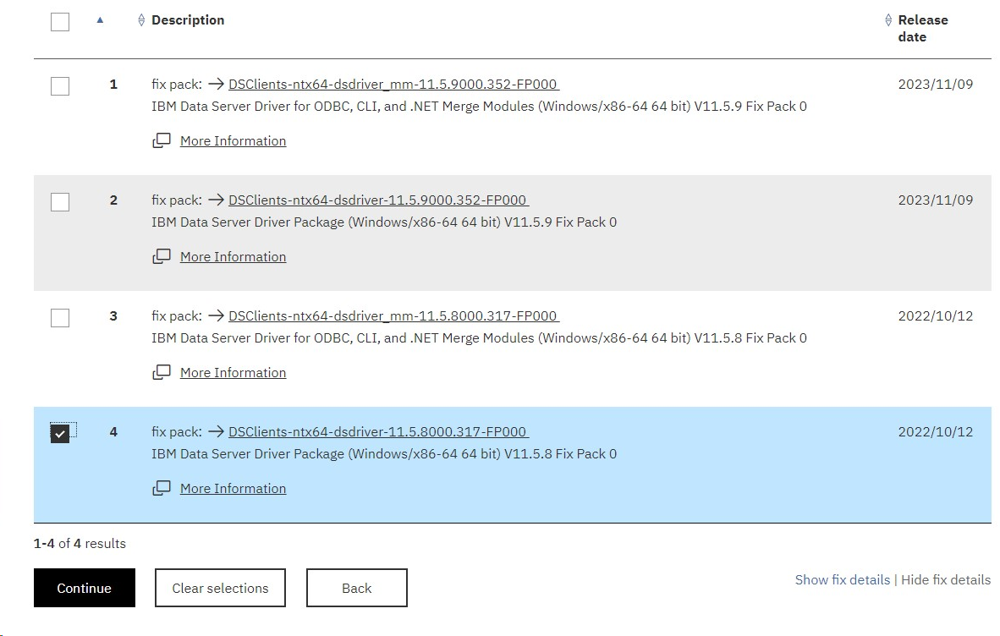 Description Release
date
1 fix pack: → DSClients-ntx64-dsdriver_mm-11.5.9000.352-FP000 2023/11/09
IBM Data Server Driver for ODBC, CLI, and .NET Merge Modules (Windows/x86-64 64 bit) V11.5.9 Fix Pack 0
More Information
2 fix pack: → DSClients-ntx64-dsdriver-11.5.9000.352-FP000 2023/11/09
IBM Data Server Driver Package (Windows/x86-64 64 bit) V11.5.9 Fix Pack 0
More Information
3 fix pack: → DSClients-ntx64-dsdriver_mm-11.5.8000.317-FP000 2022/10/12
IBM Data Server Driver for ODBC, CLI, and .NET Merge Modules (Windows/x86-64 64 bit) V11.5.8 Fix Pack 0
More Information
4 fix pack: → DSClients-ntx64-dsdriver-11.5.8000.317-FP000 2022/10/12
IBM Data Server Driver Package (Windows/x86-64 64 bit) V11.5.8 Fix Pack 0
More Information
1-4 of 4 results
Continue Clear selections Back Show fix details | Hide fix details